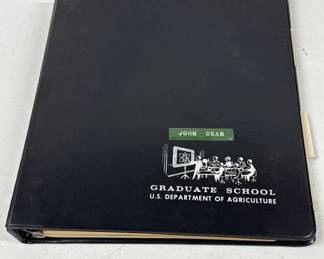 JOHN DEAN
GRADUATE SCHOOL
U.S. DEPARTMENT OF AGRICULTURE